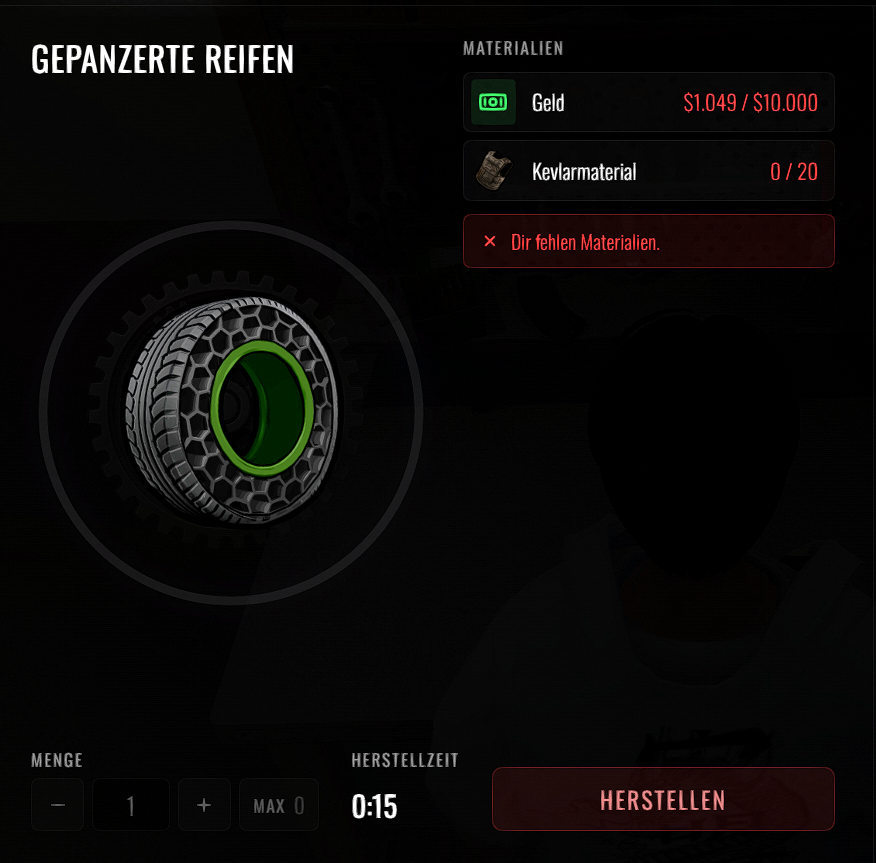 GEPANZERTE REIFEN
MATERIALIEN
Geld $1.049 / $10.000
Kevlarmaterial 0 / 20
✕ Dir fehlen Materialien.
MENGE
− 1 + MAX 0
HERSTELLZEIT
0:15
HERSTELLEN